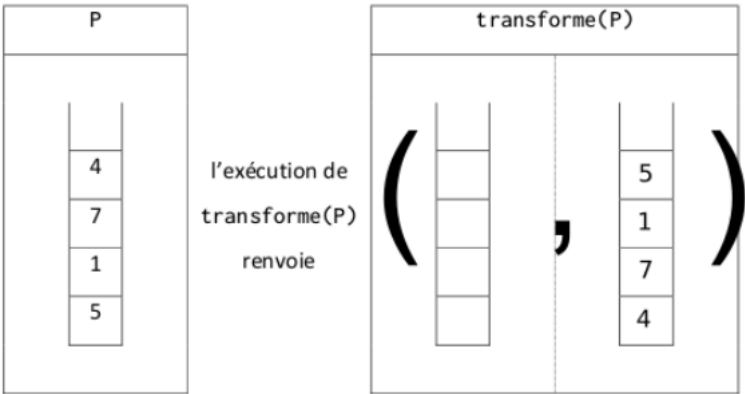 P
transforme(P)
4
7
1
5
l'exécution de
transforme(P)
renvoie
(
,
5
1
7
4
)